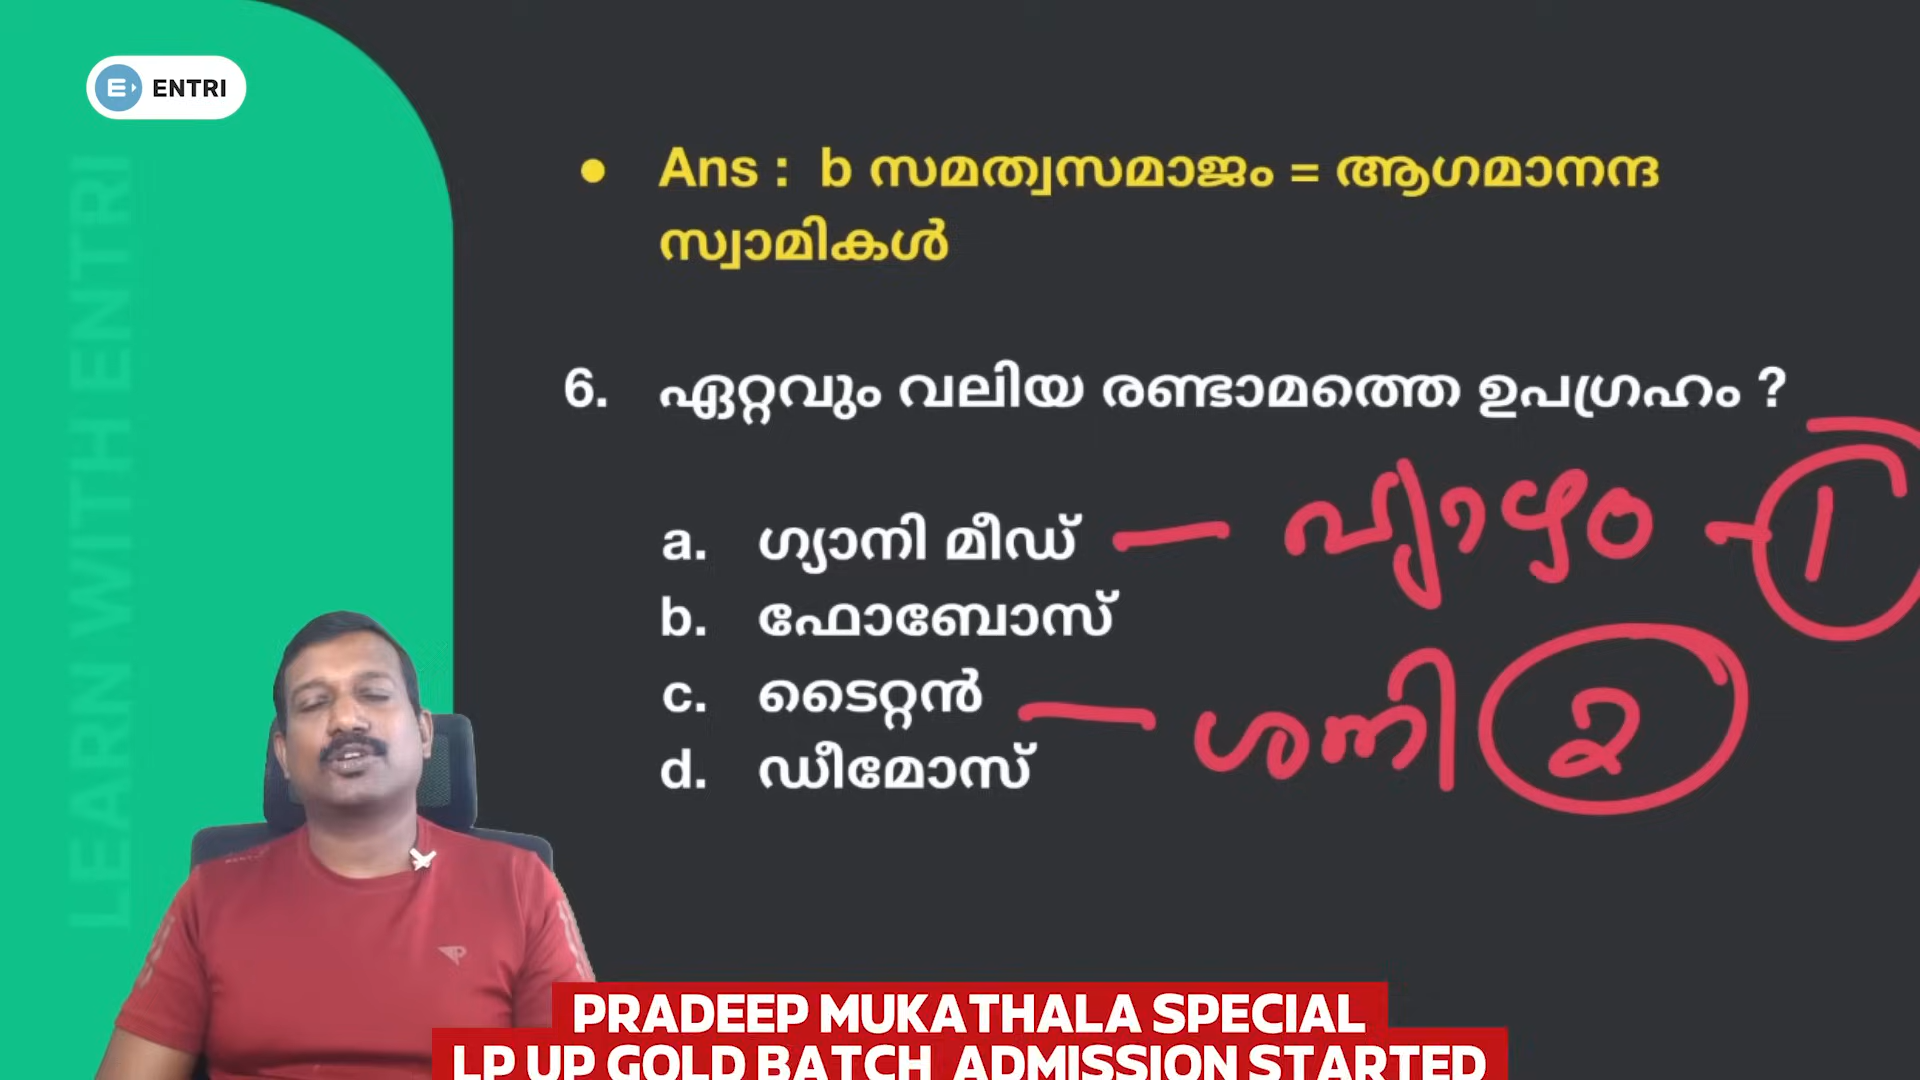 ENTRI
LEARN WITH ENTRI
• Ans : b സമത്വസമാജം = ആഗമാനന്ദ
സ്വാമികൾ
6. ഏറ്റവും വലിയ രണ്ടാമത്തെ ഉപഗ്രഹം ?
a. ഗ്യാനി മീഡ് — വ്യാഴം - 1
b. ഫോബോസ്
c. ടൈറ്റൻ — ശനി 2
d. ഡീമോസ്
PRADEEP MUKATHALA SPECIAL
LP UP GOLD BATCH ADMISSION STARTED